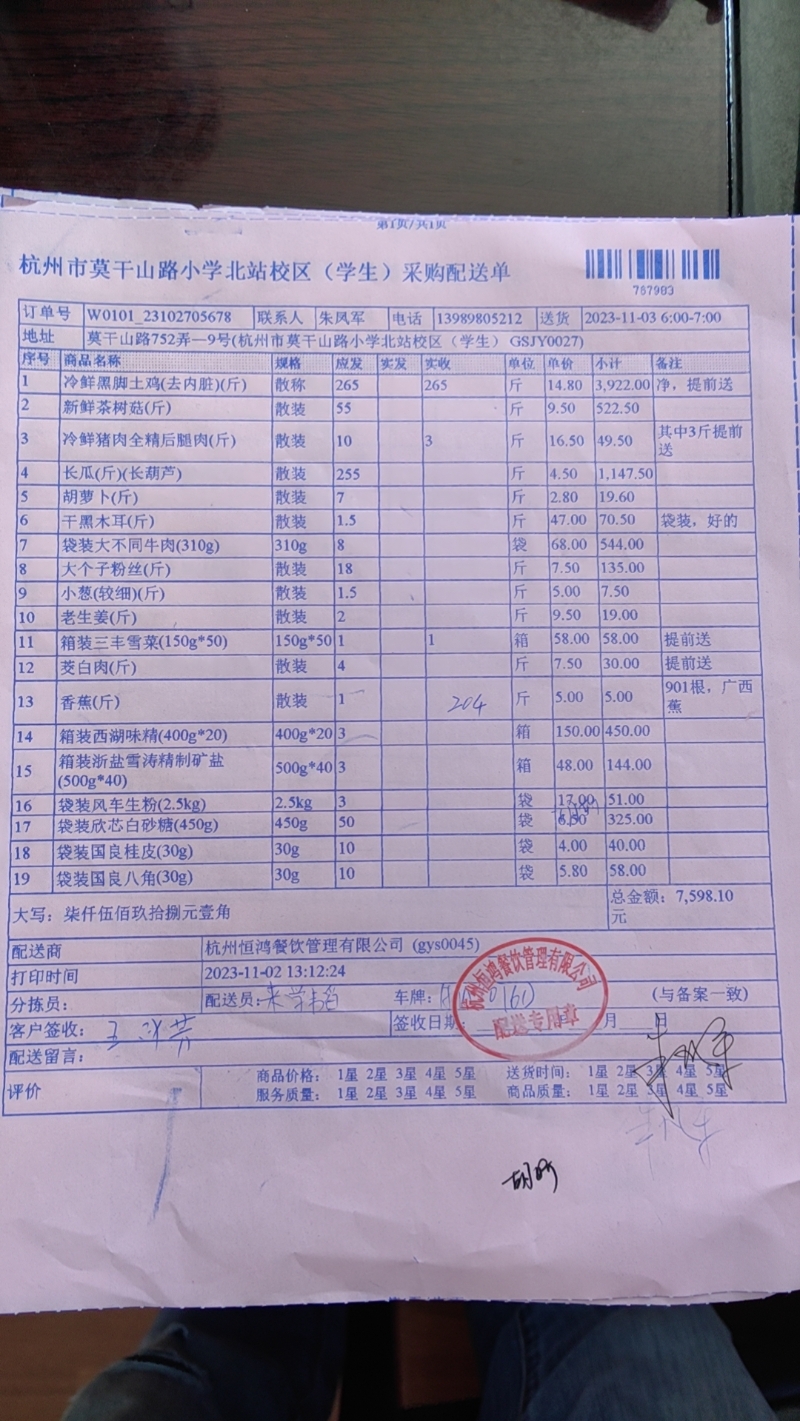 第1页/共1页
杭州市莫干山路小学北站校区（学生）采购配送单
767983
订单号 W0101_23102705678 联系人 朱凤军 电话 13989805212 送货 2023-11-03 6:00-7:00
地址 莫干山路752弄一9号(杭州市莫干山路小学北站校区（学生）GSJY0027)
序号 商品名称 规格 应发 实发 实收 单位 单价 小计 备注
1 冷鲜黑脚土鸡(去内脏)(斤) 散称 265 265 斤 14.80 3,922.00 净，提前送
2 新鲜茶树菇(斤) 散装 55 斤 9.50 522.50
3 冷鲜猪肉全精后腿肉(斤) 散装 10 3 斤 16.50 49.50 其中3斤提前
送
4 长瓜(斤)(长葫芦) 散装 255 斤 4.50 1,147.50
5 胡萝卜(斤) 散装 7 斤 2.80 19.60
6 干黑木耳(斤) 散装 1.5 斤 47.00 70.50 袋装，好的
7 袋装大不同牛肉(310g) 310g 8 袋 68.00 544.00
8 大个子粉丝(斤) 散装 18 斤 7.50 135.00
9 小葱(较细)(斤) 散装 1.5 斤 5.00 7.50
10 老生姜(斤) 散装 2 斤 9.50 19.00
11 箱装三丰雪菜(150g*50) 150g*50 1 1 箱 58.00 58.00 提前送
12 茭白肉(斤) 散装 4 斤 7.50 30.00 提前送
13 香蕉(斤) 散装 1 204 斤 5.00 5.00 901根，广西
蕉
14 箱装西湖味精(400g*20) 400g*20 3 箱 150.00 450.00
15 箱装浙盐雪涛精制矿盐
(500g*40) 500g*40 3 箱 48.00 144.00
16 袋装风车生粉(2.5kg) 2.5kg 3 袋 17.00 51.00
17 袋装欣芯白砂糖(450g) 450g 50 袋 6.50 325.00
18 袋装国良桂皮(30g) 30g 10 袋 4.00 40.00
19 袋装国良八角(30g) 30g 10 袋 5.80 58.00
大写：柒仟伍佰玖拾捌元壹角 总金额：7,598.10
元
配送商 杭州恒鸿餐饮管理有限公司 (gys0045)
打印时间 2023-11-02 13:12:24
分拣员： 配送员： 车牌： (与备案一致)
杭州恒鸿餐饮管理有限公司
配送专用章
客户签收： 签收日期： 月 日
配送留言：
评价 商品价格： 1星 2星 3星 4星 5星 送货时间： 1星 2星 3星 4星 5星
服务质量： 1星 2星 3星 4星 5星 商品质量： 1星 2星 3星 4星 5星